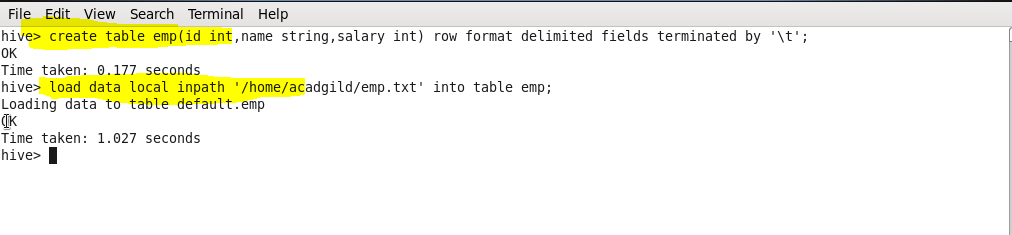 File Edit View Search Terminal Help
hive> create table emp(id int,name string,salary int) row format delimited fields terminated by '\t';
OK
Time taken: 0.177 seconds
hive> load data local inpath '/home/acadgild/emp.txt' into table emp;
Loading data to table default.emp
OK
Time taken: 1.027 seconds
hive>